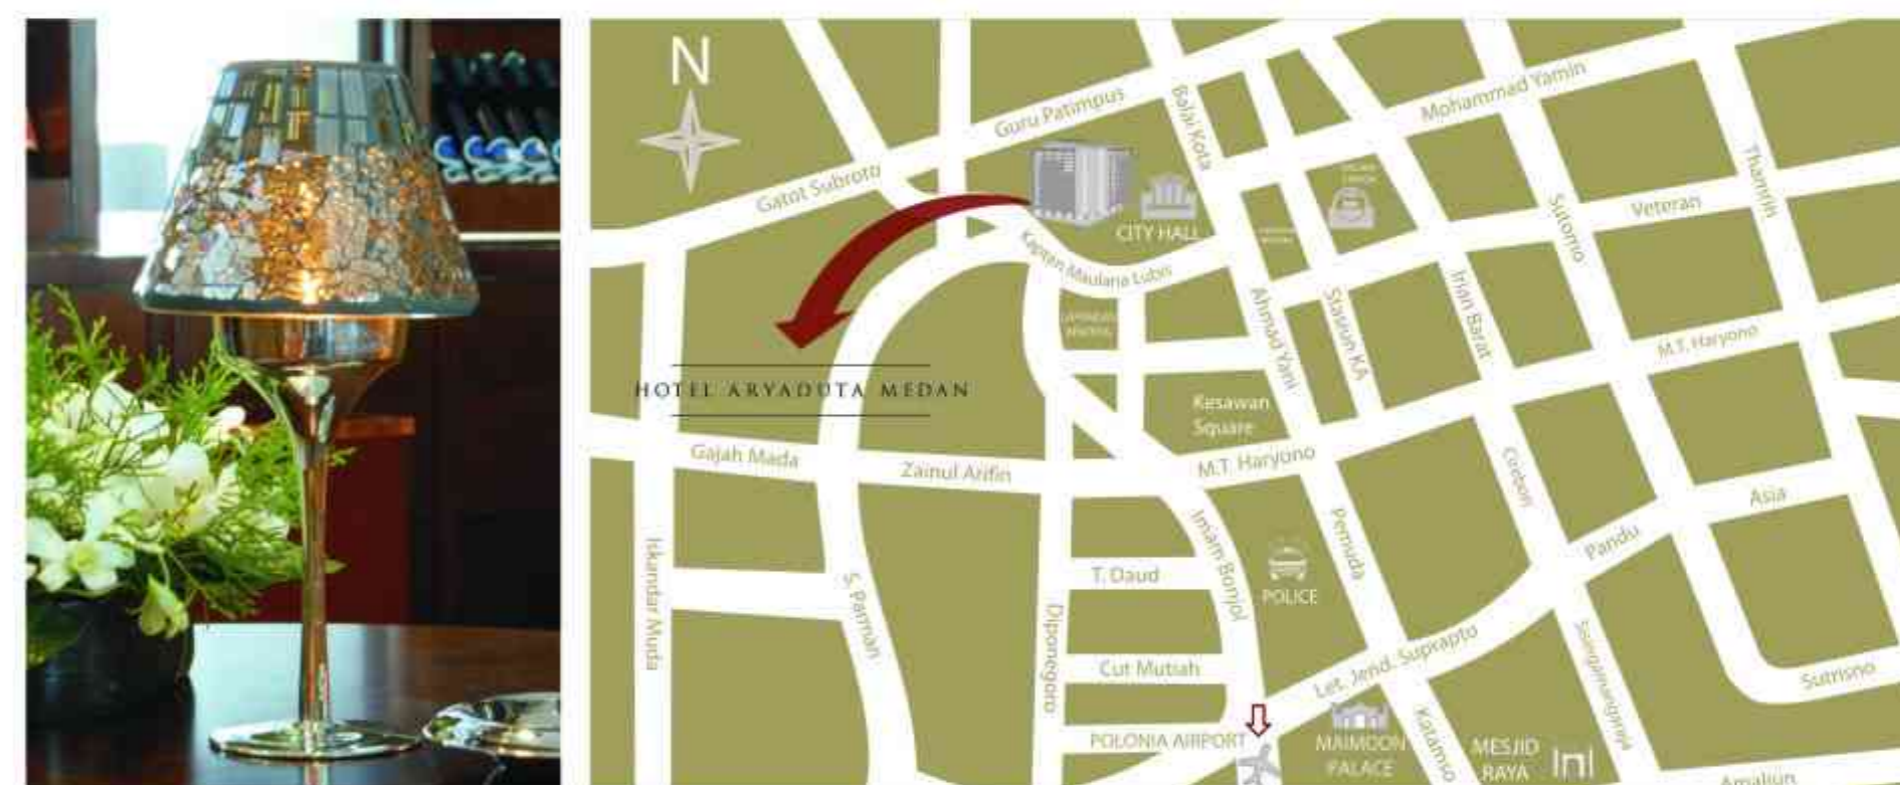 N
Guru Patimpus
Balai Kota
Mohammad Yamin
Gatot Subroto
CITY HALL
Thamrin
Veteran
Sutomo
Kapten Maulana Lubis
Ahmad Yani
Stasiun KA
Irian Barat
M.T. Haryono
HOTEL ARYADUTA MEDAN
Kesawan
Square
Gajah Mada
Zainul Arifin
M.T. Haryono
Cirebon
Asia
Pandu
Imam Bonjol
Pemuda
Iskandar Muda
S. Parman
T. Daud
POLICE
Diponegoro
Cut Mutiah
Let. Jend. Suprapto
Sisingamangaraja
Sutrisno
POLONIA AIRPORT
MAIMOON
PALACE
Katamso
MESJID
RAYA
Amaliun